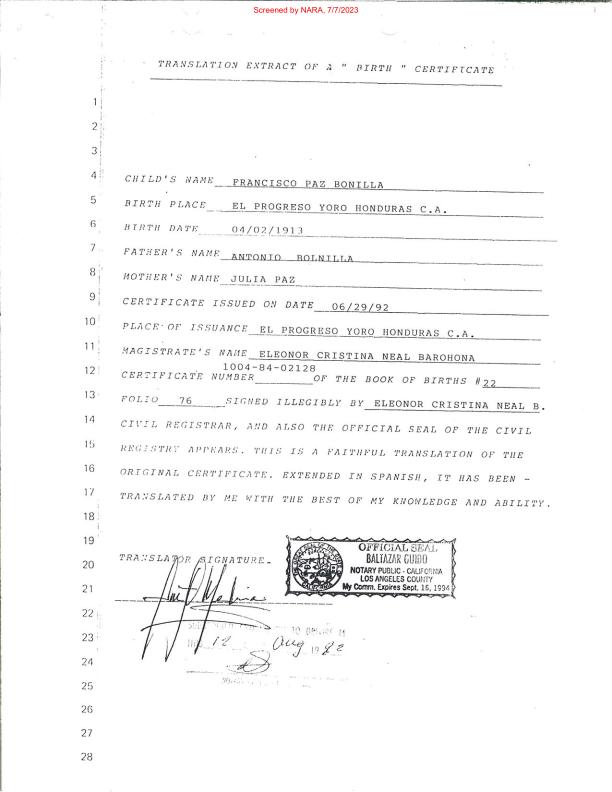 Screened by NARA, 7/7/2023
TRANSLATION EXTRACT OF A " BIRTH " CERTIFICATE
1
2
3
4 CHILD'S NAME FRANCISCO PAZ BONILLA
5 BIRTH PLACE EL PROGRESO YORO HONDURAS C.A.
6 BIRTH DATE 04/02/1913
7 FATHER'S NAME ANTONIO BOLNILLA
8 MOTHER'S NAME JULIA PAZ
9 CERTIFICATE ISSUED ON DATE 06/29/92
10 PLACE OF ISSUANCE EL PROGRESO YORO HONDURAS C.A.
11 MAGISTRATE'S NAME ELEONOR CRISTINA NEAL BAROHONA
1004-84-02128
12 CERTIFICATE NUMBER OF THE BOOK OF BIRTHS #22
13 FOLIO 76 SIGNED ILLEGIBLY BY ELEONOR CRISTINA NEAL B.
14 CIVIL REGISTRAR, AND ALSO THE OFFICIAL SEAL OF THE CIVIL
15 REGISTRY APPEARS. THIS IS A FAITHFUL TRANSLATION OF THE
16 ORIGINAL CERTIFICATE. EXTENDED IN SPANISH, IT HAS BEEN -
17 TRANSLATED BY ME WITH THE BEST OF MY KNOWLEDGE AND ABILITY.
18
19
OFFICIAL SEAL
BALTAZAR GUIDO
NOTARY PUBLIC - CALIFORNIA
LOS ANGELES COUNTY
My Comm. Expires Sept. 16, 1994
20 TRANSLATOR SIGNATURE.
21
22
23 12 Aug 19
24
25
26
27
28